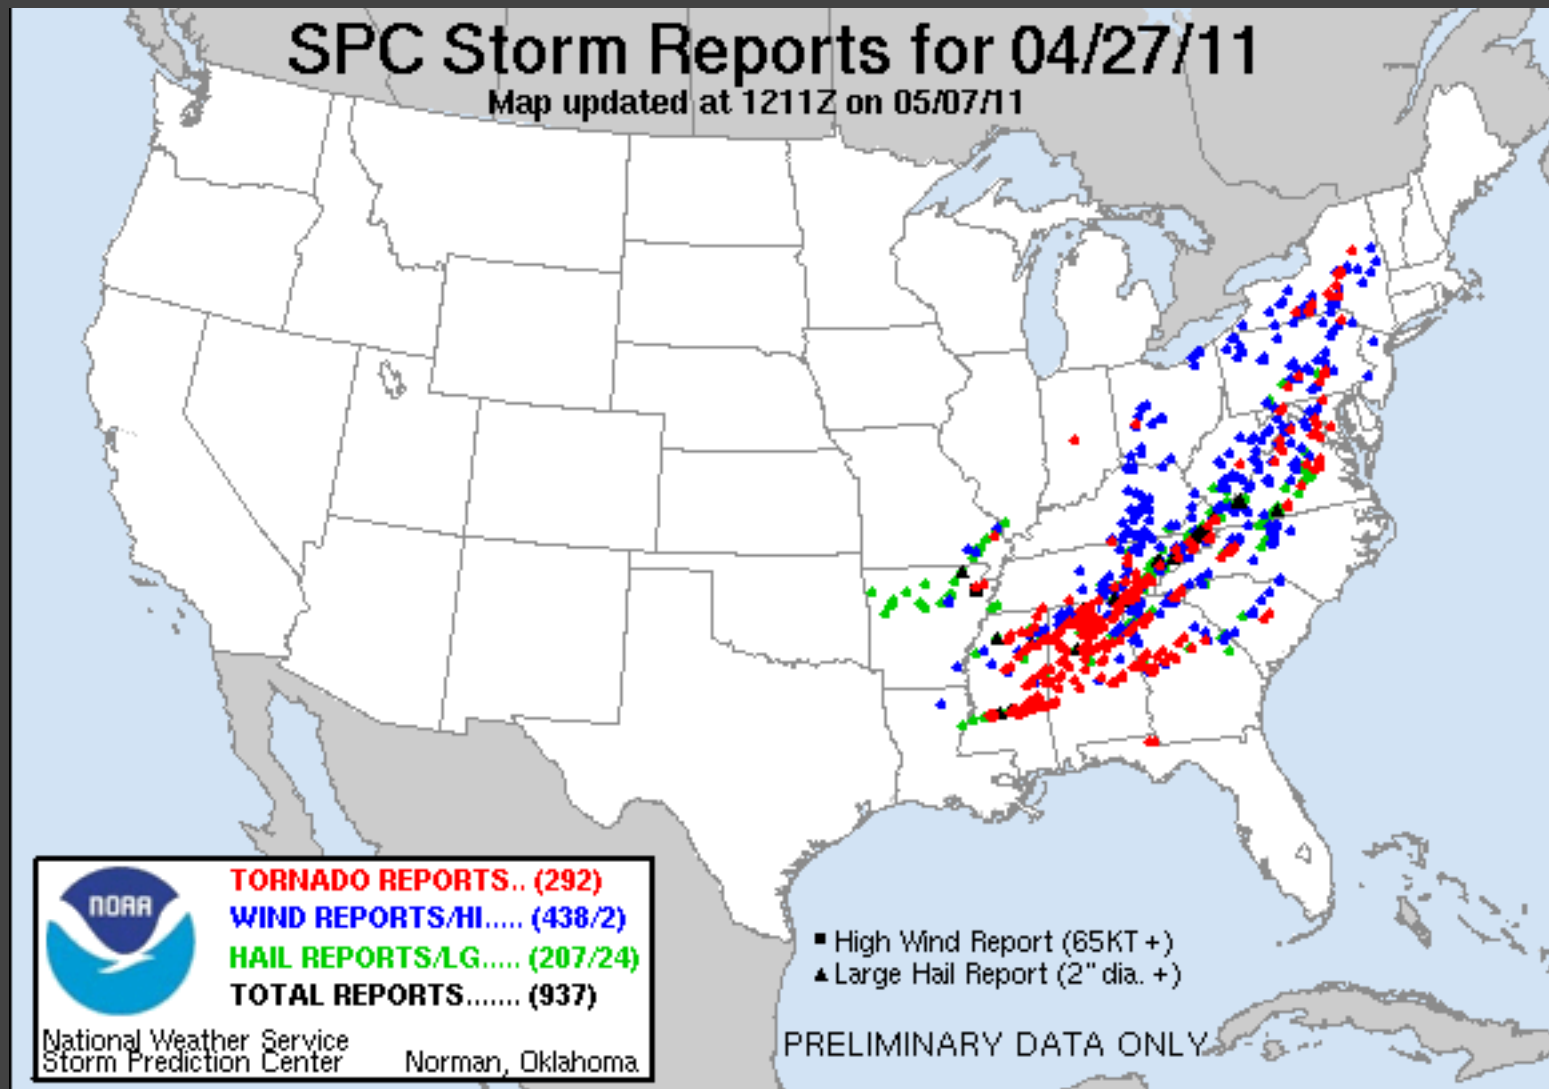 SPC Storm Reports for 04/27/11
Map updated at 1211Z on 05/07/11
NOAA
TORNADO REPORTS.. (292)
WIND REPORTS/HI..... (438/2)
HAIL REPORTS/LG..... (207/24)
TOTAL REPORTS....... (937)
National Weather Service
Storm Prediction Center Norman, Oklahoma
High Wind Report (65KT +)
Large Hail Report (2" dia. +)
PRELIMINARY DATA ONLY